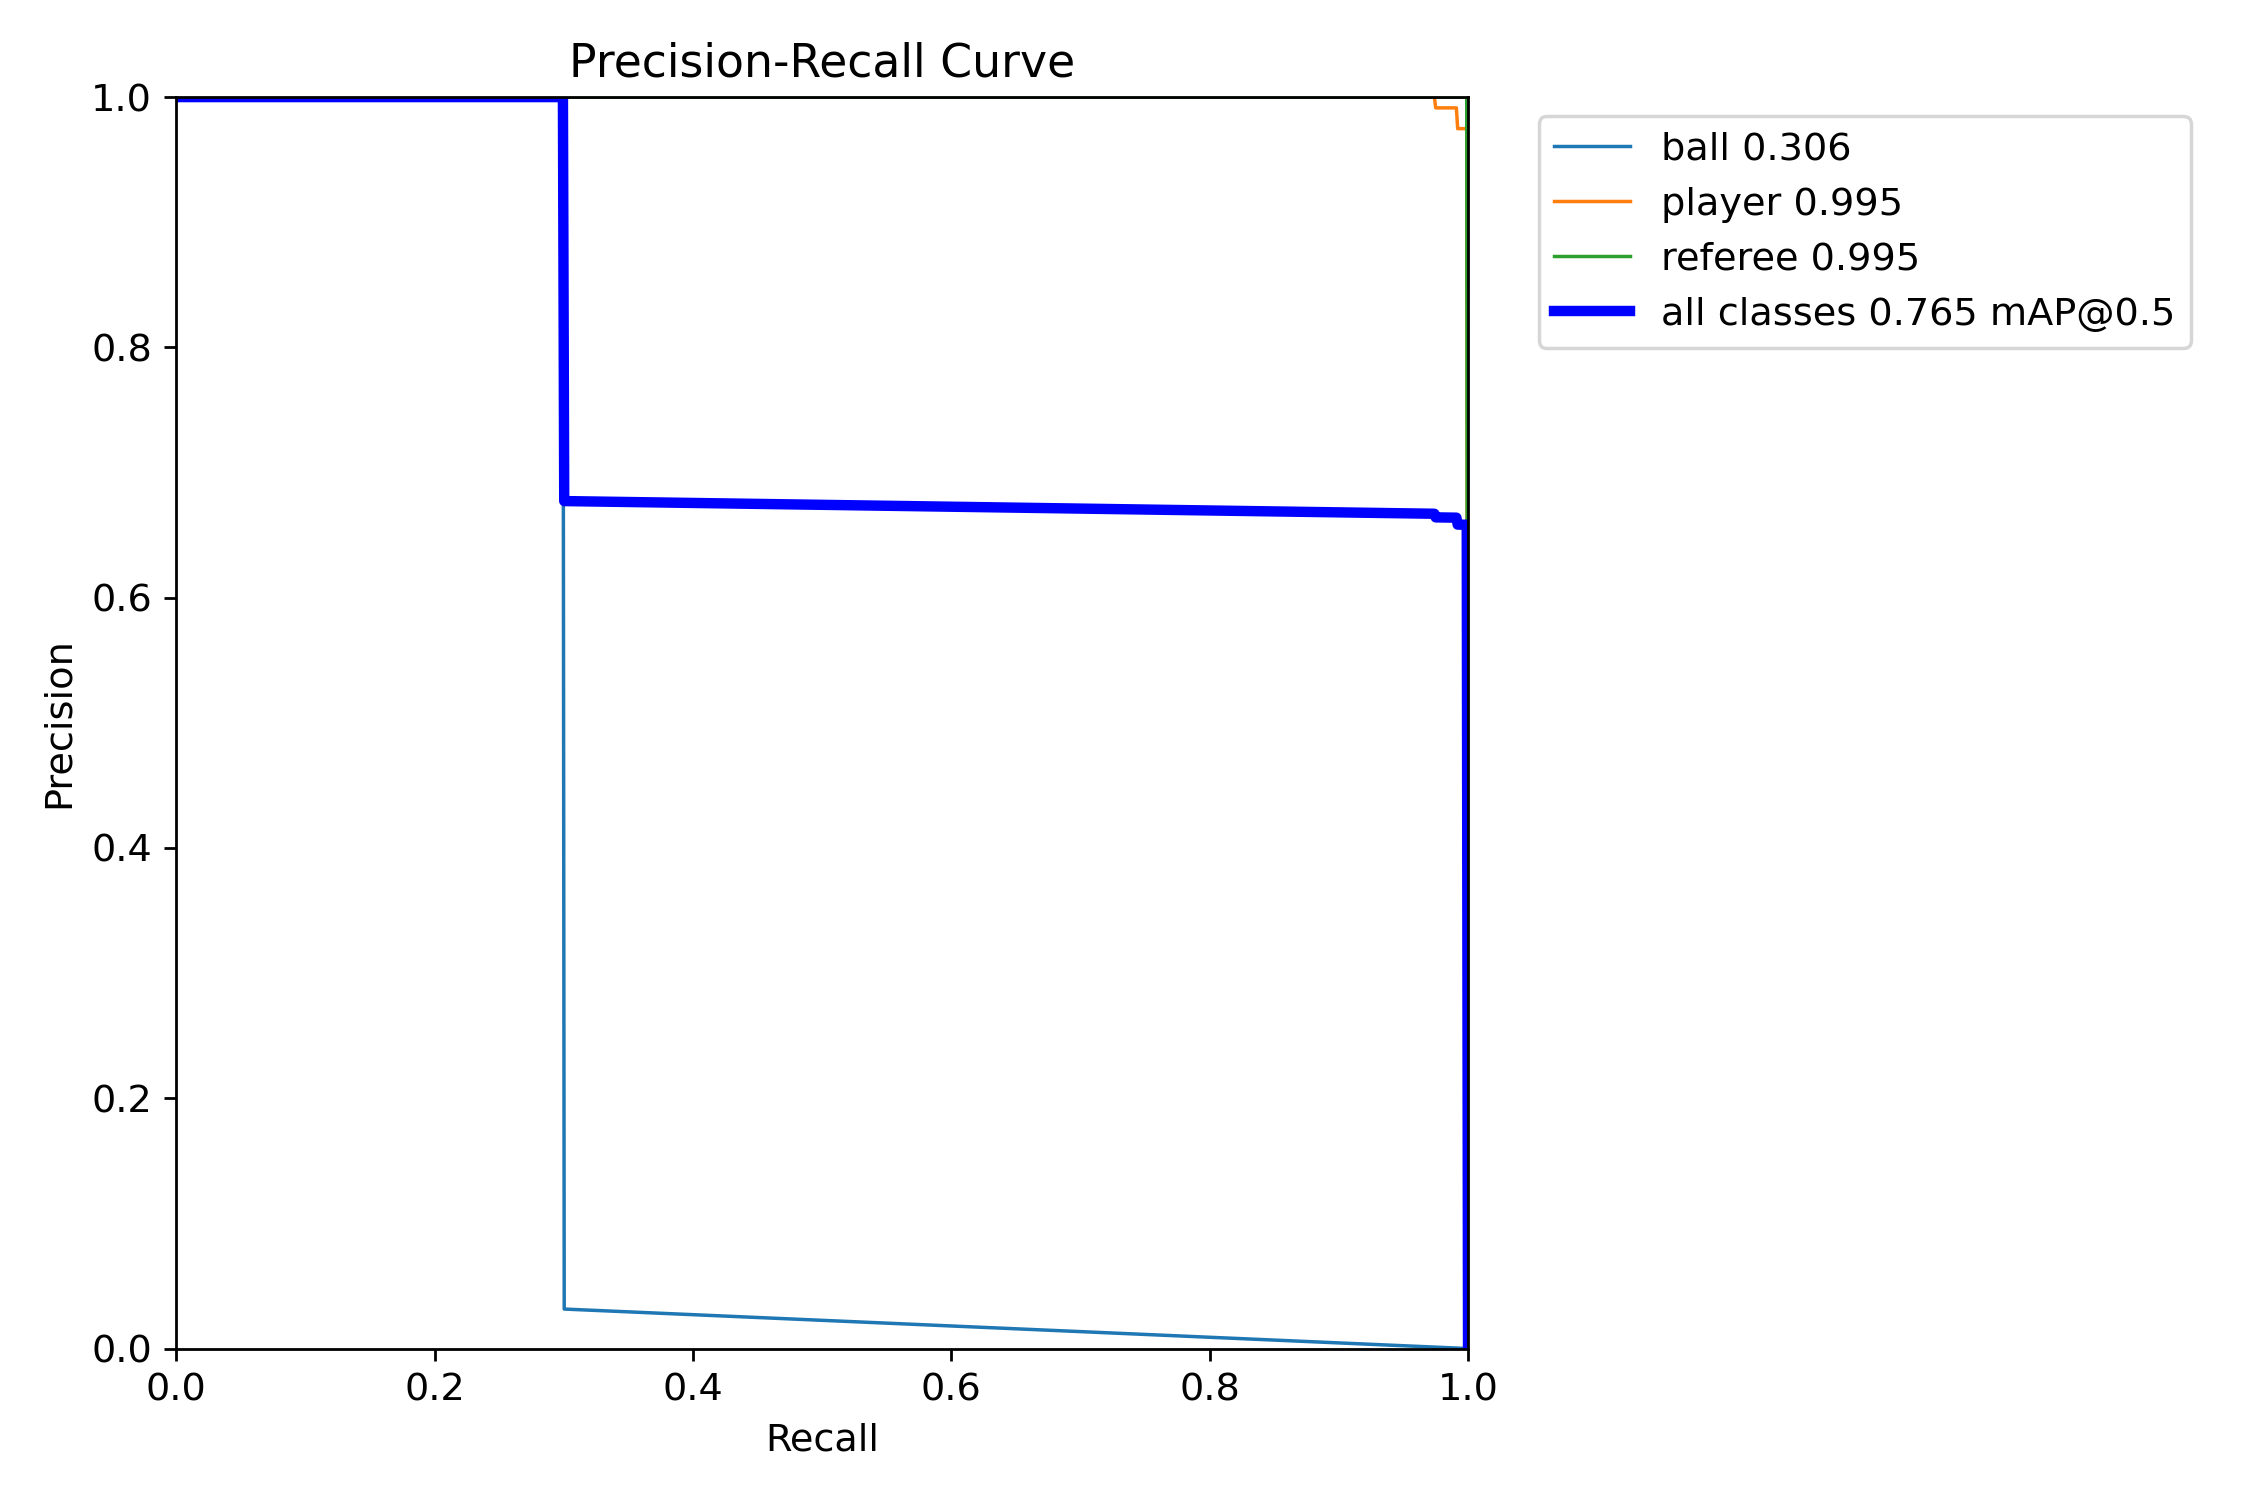 Precision-Recall Curve
1.0
0.8
0.6
0.4
0.2
0.0
Precision
0.0 0.2 0.4 0.6 0.8 1.0
Recall
ball 0.306
player 0.995
referee 0.995
all classes 0.765 mAP@0.5